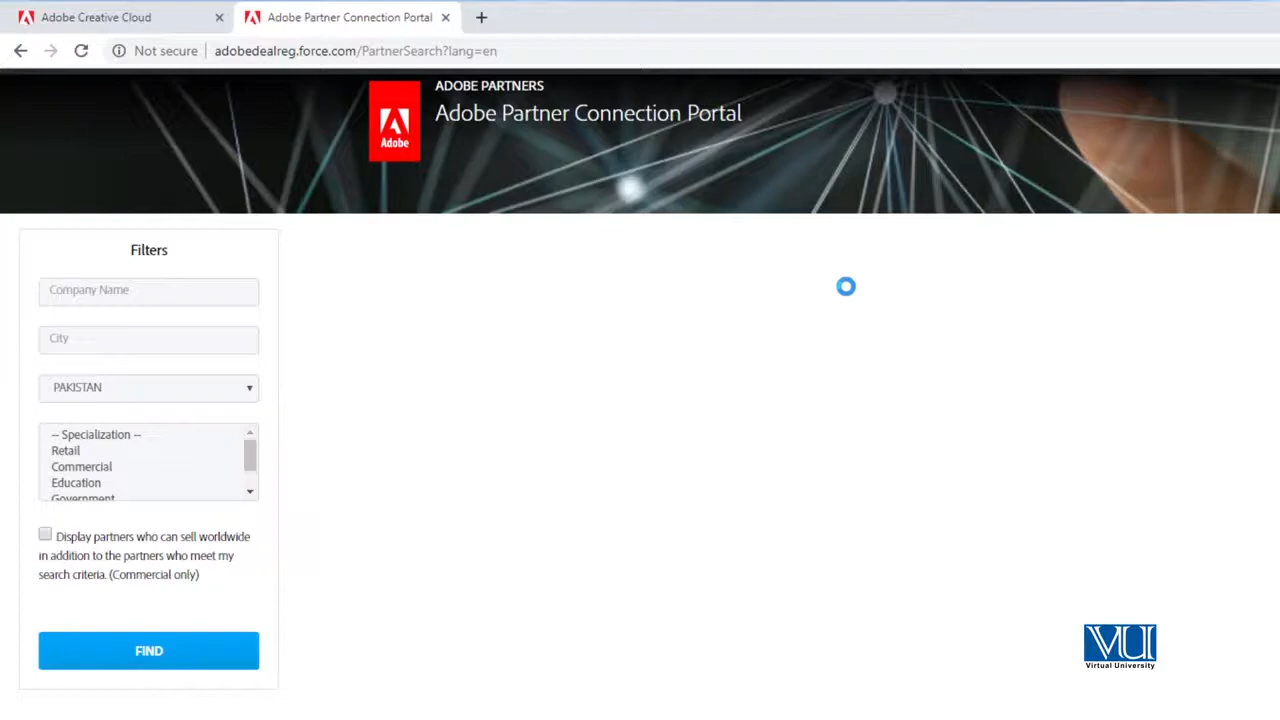 Adobe Creative Cloud
Adobe Partner Connection Portal
Not secure
adobedealreg.force.com/PartnerSearch?lang=en
Adobe
ADOBE PARTNERS
Adobe Partner Connection Portal
Filters
Company Name
City
PAKISTAN
-- Specialization --
Retail
Commercial
Education
Government
Display partners who can sell worldwide
in addition to the partners who meet my
search criteria. (Commercial only)
FIND
VU
Virtual University